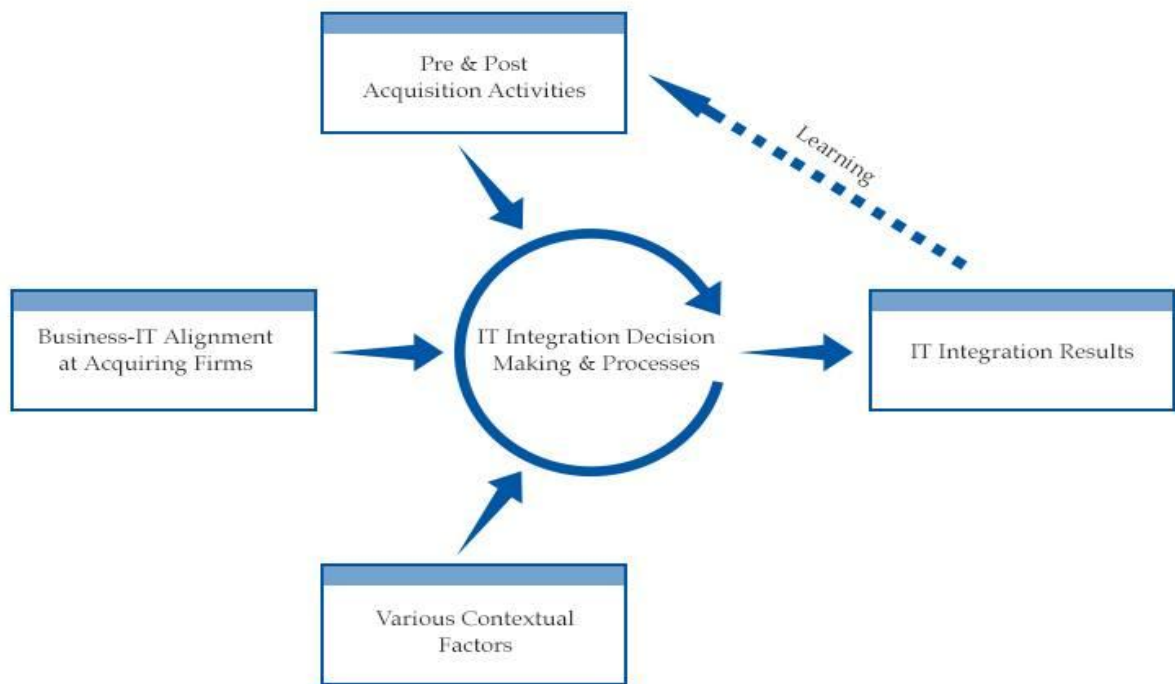 Pre & Post
Acquisition Activities
Learning
Business-IT Alignment
at Acquiring Firms
IT Integration Decision
Making & Processes
IT Integration Results
Various Contextual
Factors